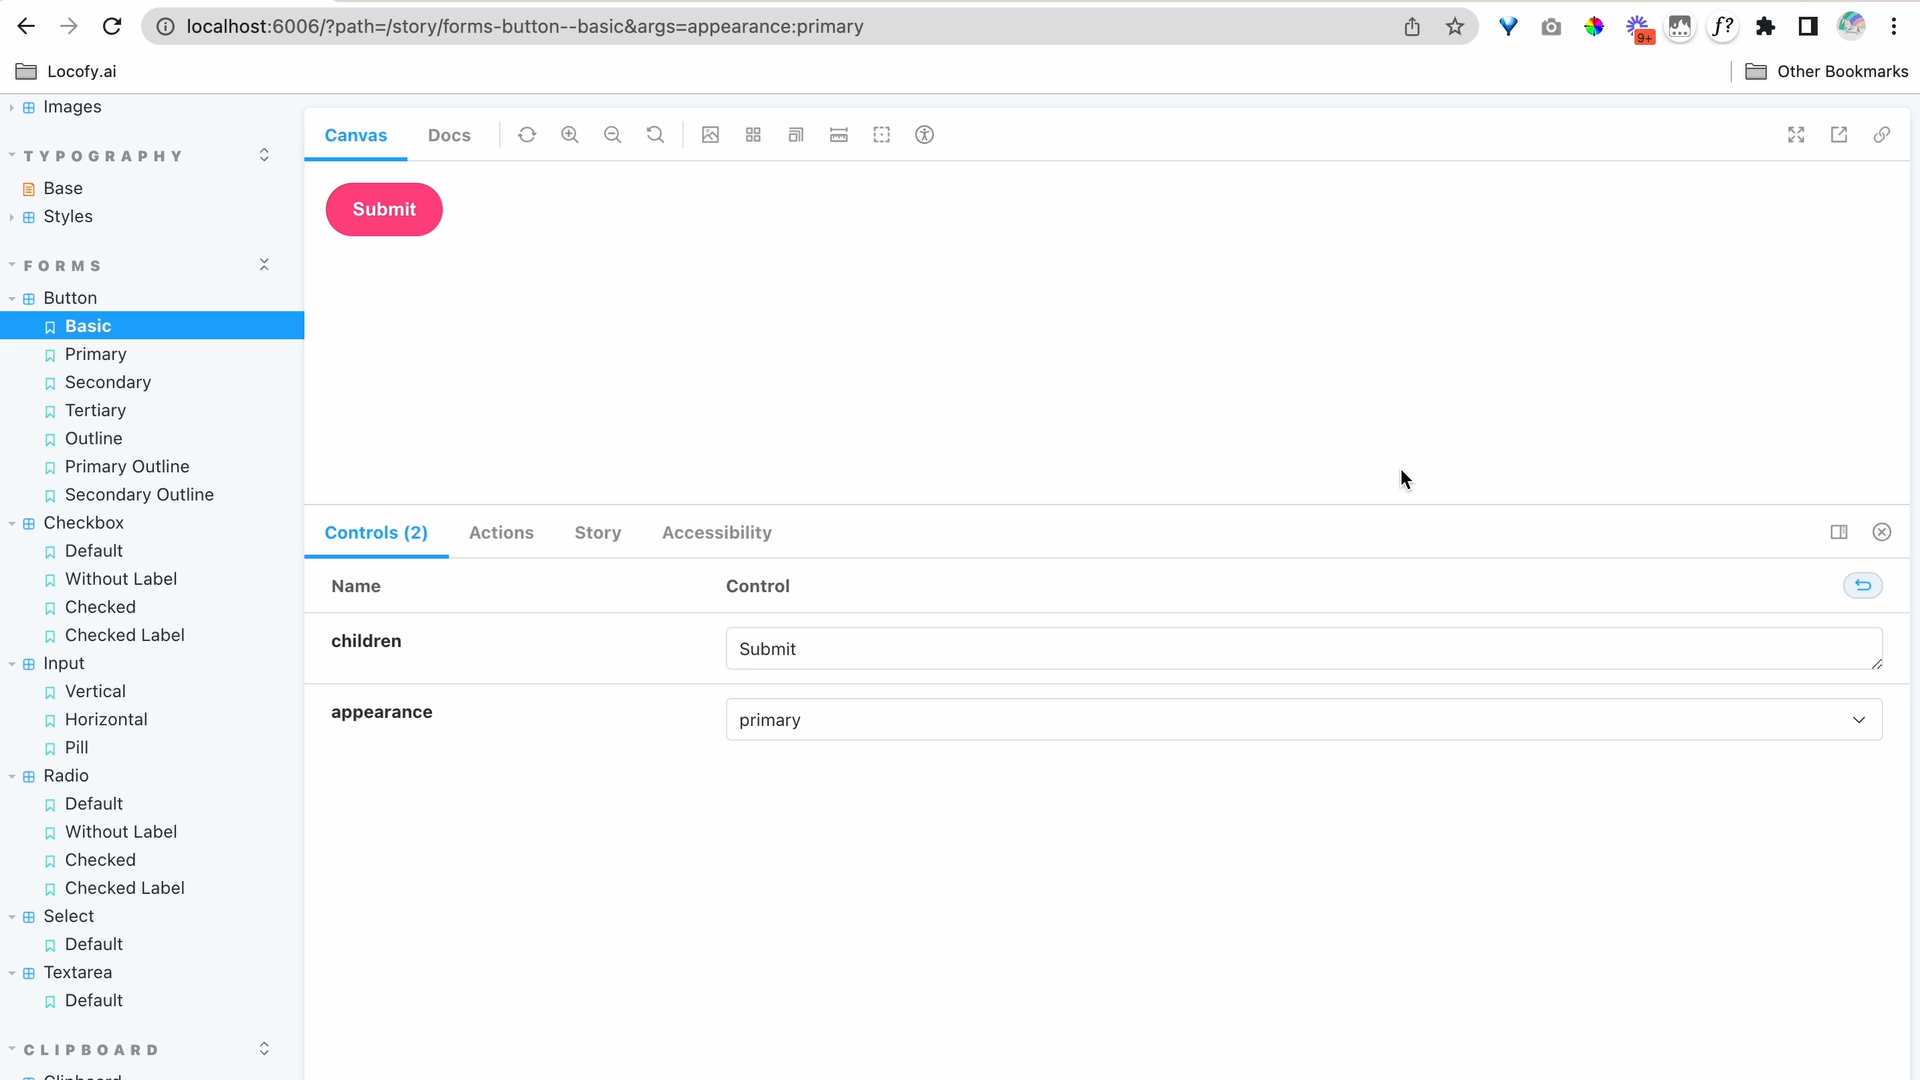 localhost:6006/?path=/story/forms-button--basic&args=appearance:primary
9+
f?
Locofy.ai
Other Bookmarks
Images
TYPOGRAPHY
Base
Styles
FORMS
Button
Basic
Primary
Secondary
Tertiary
Outline
Primary Outline
Secondary Outline
Checkbox
Default
Without Label
Checked
Checked Label
Input
Vertical
Horizontal
Pill
Radio
Default
Without Label
Checked
Checked Label
Select
Default
Textarea
Default
CLIPBOARD
Clipboard
Canvas
Docs
Submit
Controls (2)
Actions
Story
Accessibility
Name
Control
children
Submit
appearance
primary